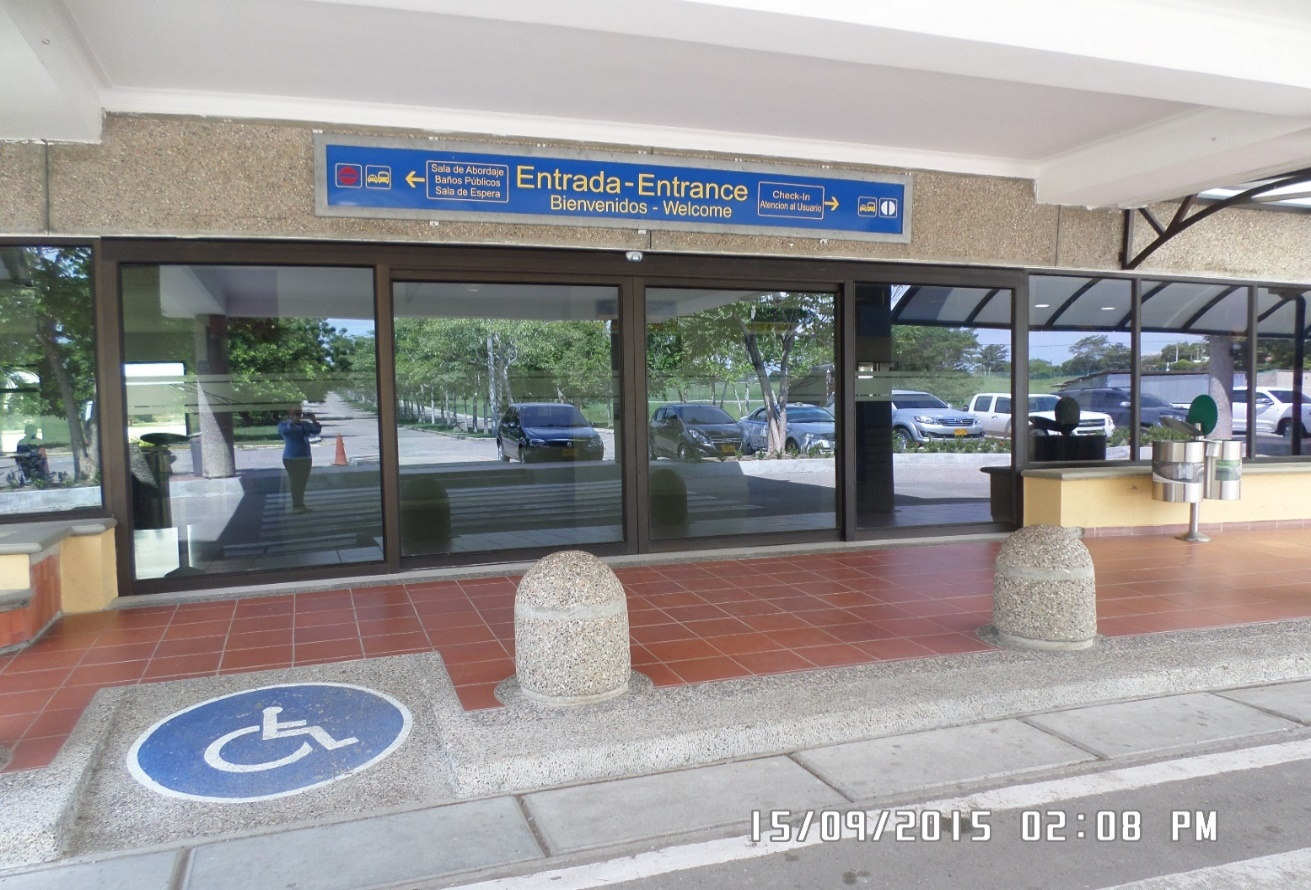 Sala de Abordaje
Baños Públicos
Sala de Espera
Entrada - Entrance
Bienvenidos - Welcome
Check-In
Atencion al Usuario
15/09/2015 02:08 PM